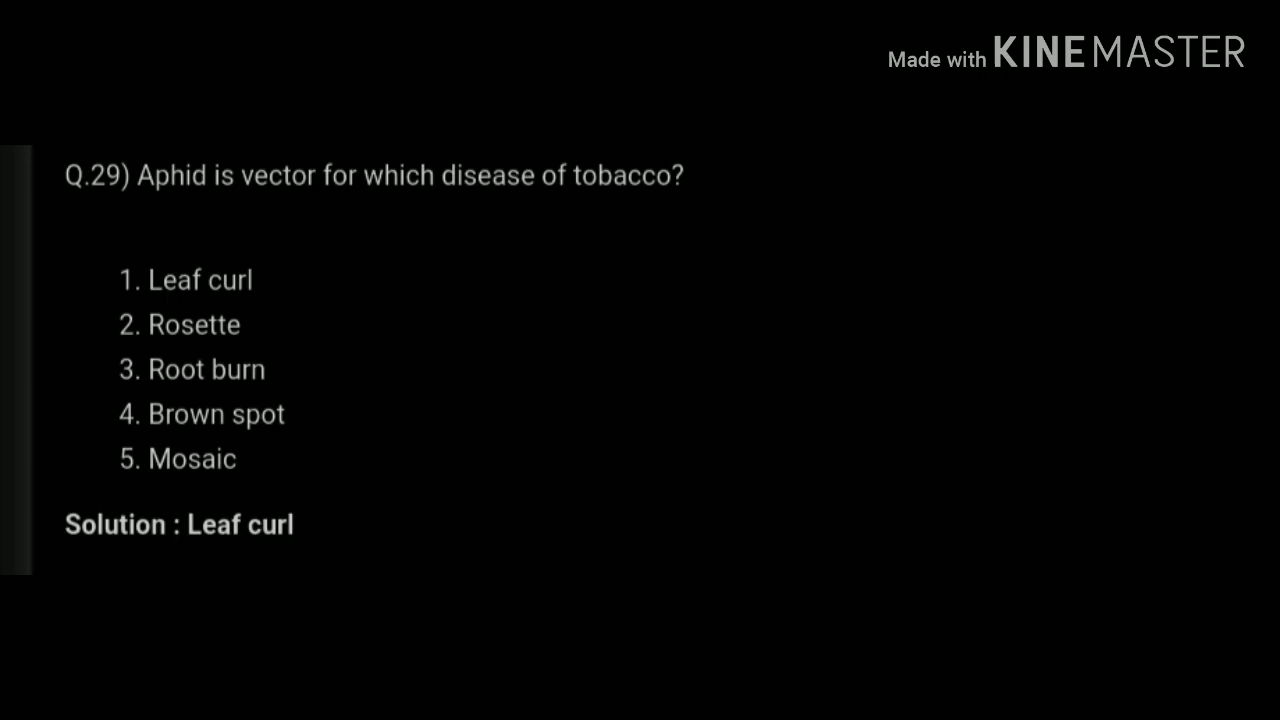 Made with KINEMASTER
Q.29) Aphid is vector for which disease of tobacco?
1. Leaf curl
2. Rosette
3. Root burn
4. Brown spot
5. Mosaic
Solution : Leaf curl